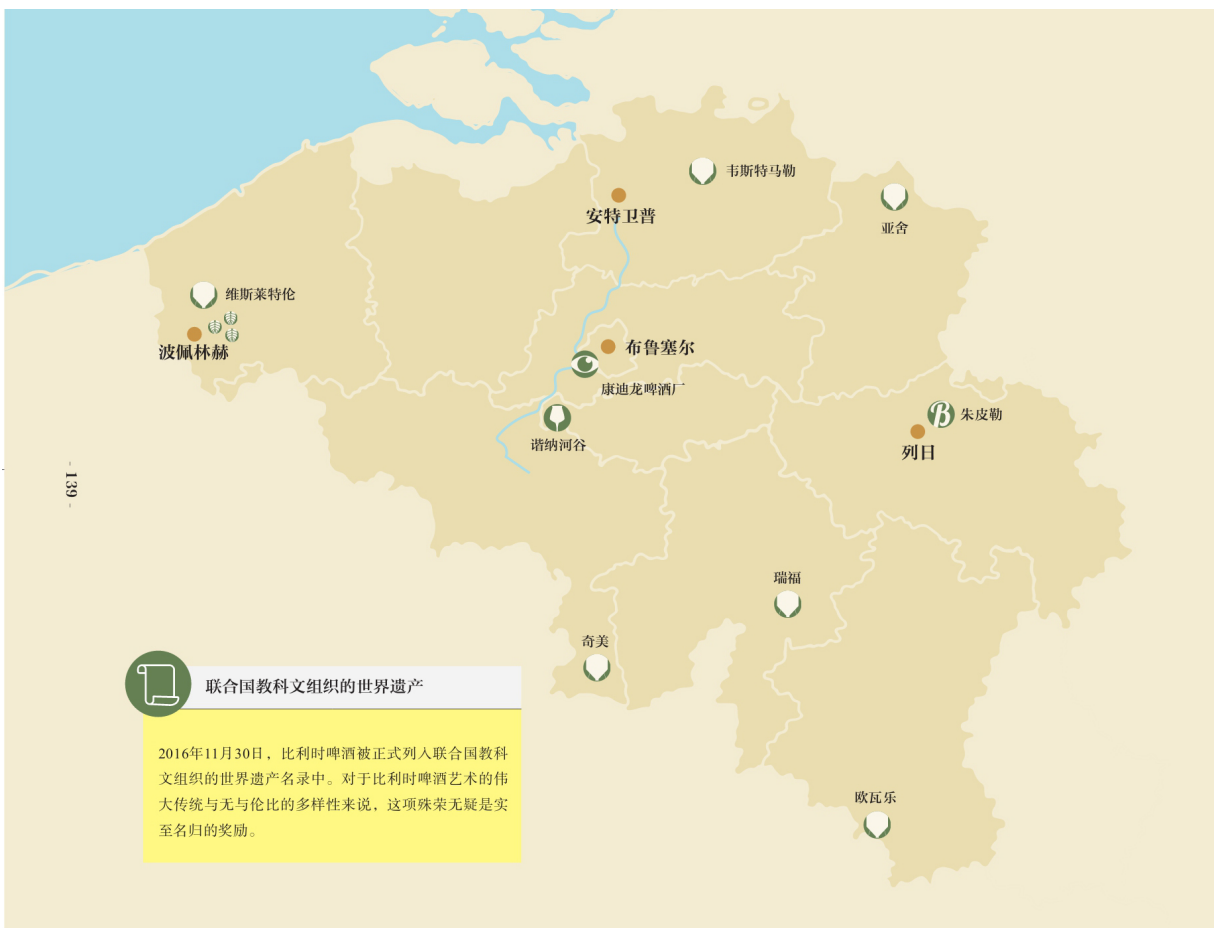 韦斯特马勒
安特卫普
亚舍
维斯莱特伦
波佩林赫
布鲁塞尔
康迪龙啤酒厂
谐纳河谷
B 朱皮勒
列日
- 139 -
瑞福
奇美
联合国教科文组织的世界遗产
2016年11月30日，比利时啤酒被正式列入联合国教科
文组织的世界遗产名录中。对于比利时啤酒艺术的伟
大传统与无与伦比的多样性来说，这项殊荣无疑是实
至名归的奖励。
欧瓦乐